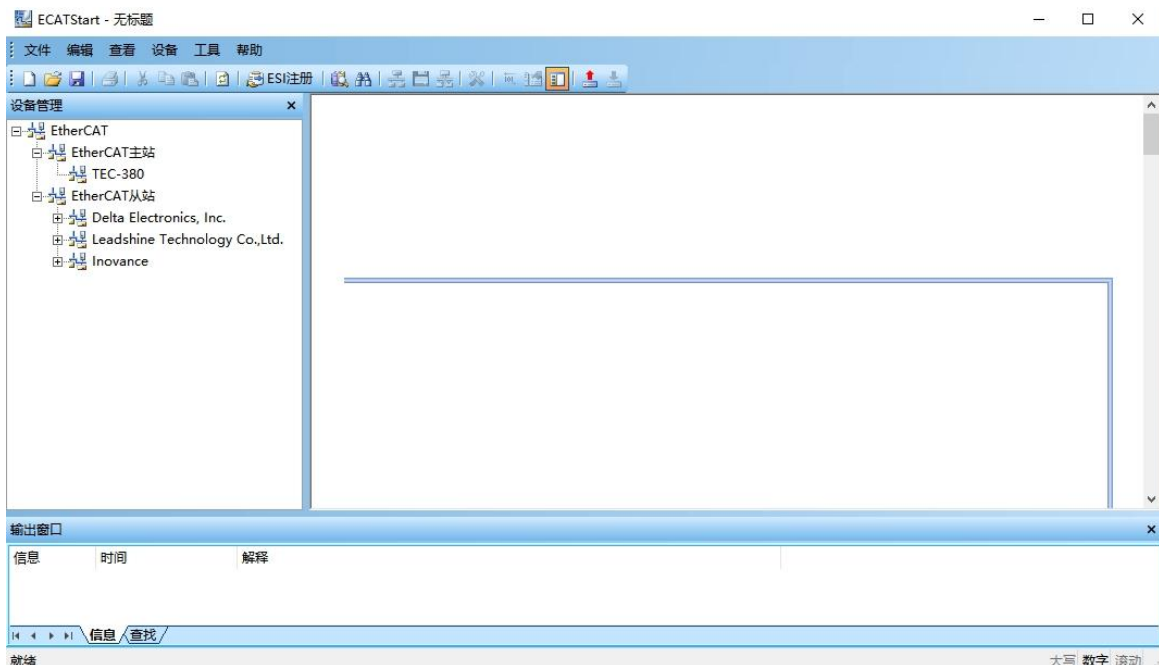 ECATStart - 无标题
文件 编辑 查看 设备 工具 帮助
ESI注册
设备管理
EtherCAT
EtherCAT主站
TEC-380
EtherCAT从站
Delta Electronics, Inc.
Leadshine Technology Co.,Ltd.
Inovance
输出窗口
信息 时间 解释
信息 查找
就绪 大写 数字 滚动